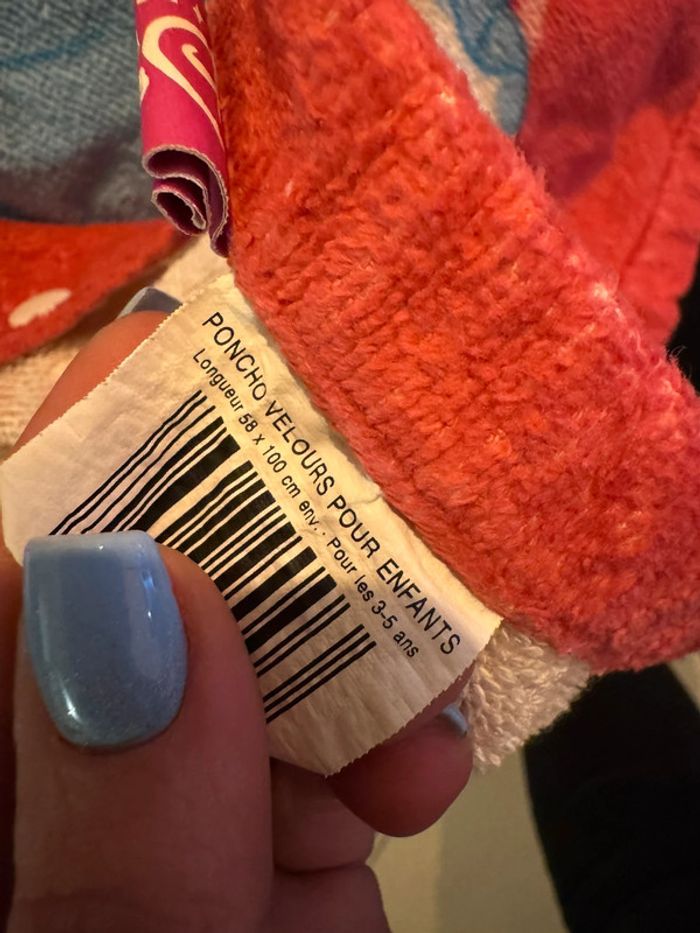 PONCHO VELOURS POUR ENFANTS
Longueur 58 x 100 cm env.. Pour les 3-5 ans